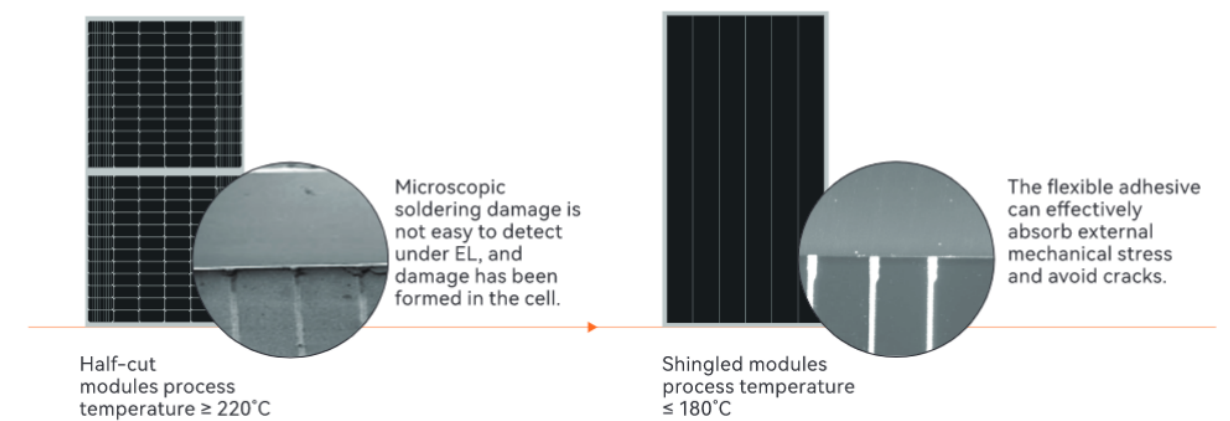 Microscopic
soldering damage is
not easy to detect
under EL, and
damage has been
formed in the cell.
The flexible adhesive
can effectively
absorb external
mechanical stress
and avoid cracks.
Half-cut
modules process
temperature ≥ 220°C
Shingled modules
process temperature
≤ 180°C